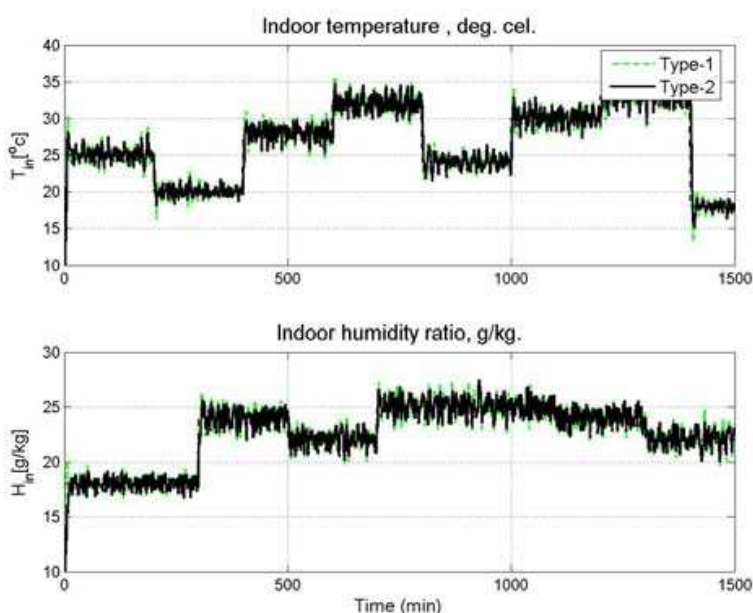 Indoor temperature , deg. cel.
40
35
30
25
20
15
10
T_in[°c]
Type-1
Type-2
0
500
1000
1500
Indoor humidity ratio, g/kg.
30
25
20
15
10
H_in[g/kg]
0
500
1000
1500
Time (min)